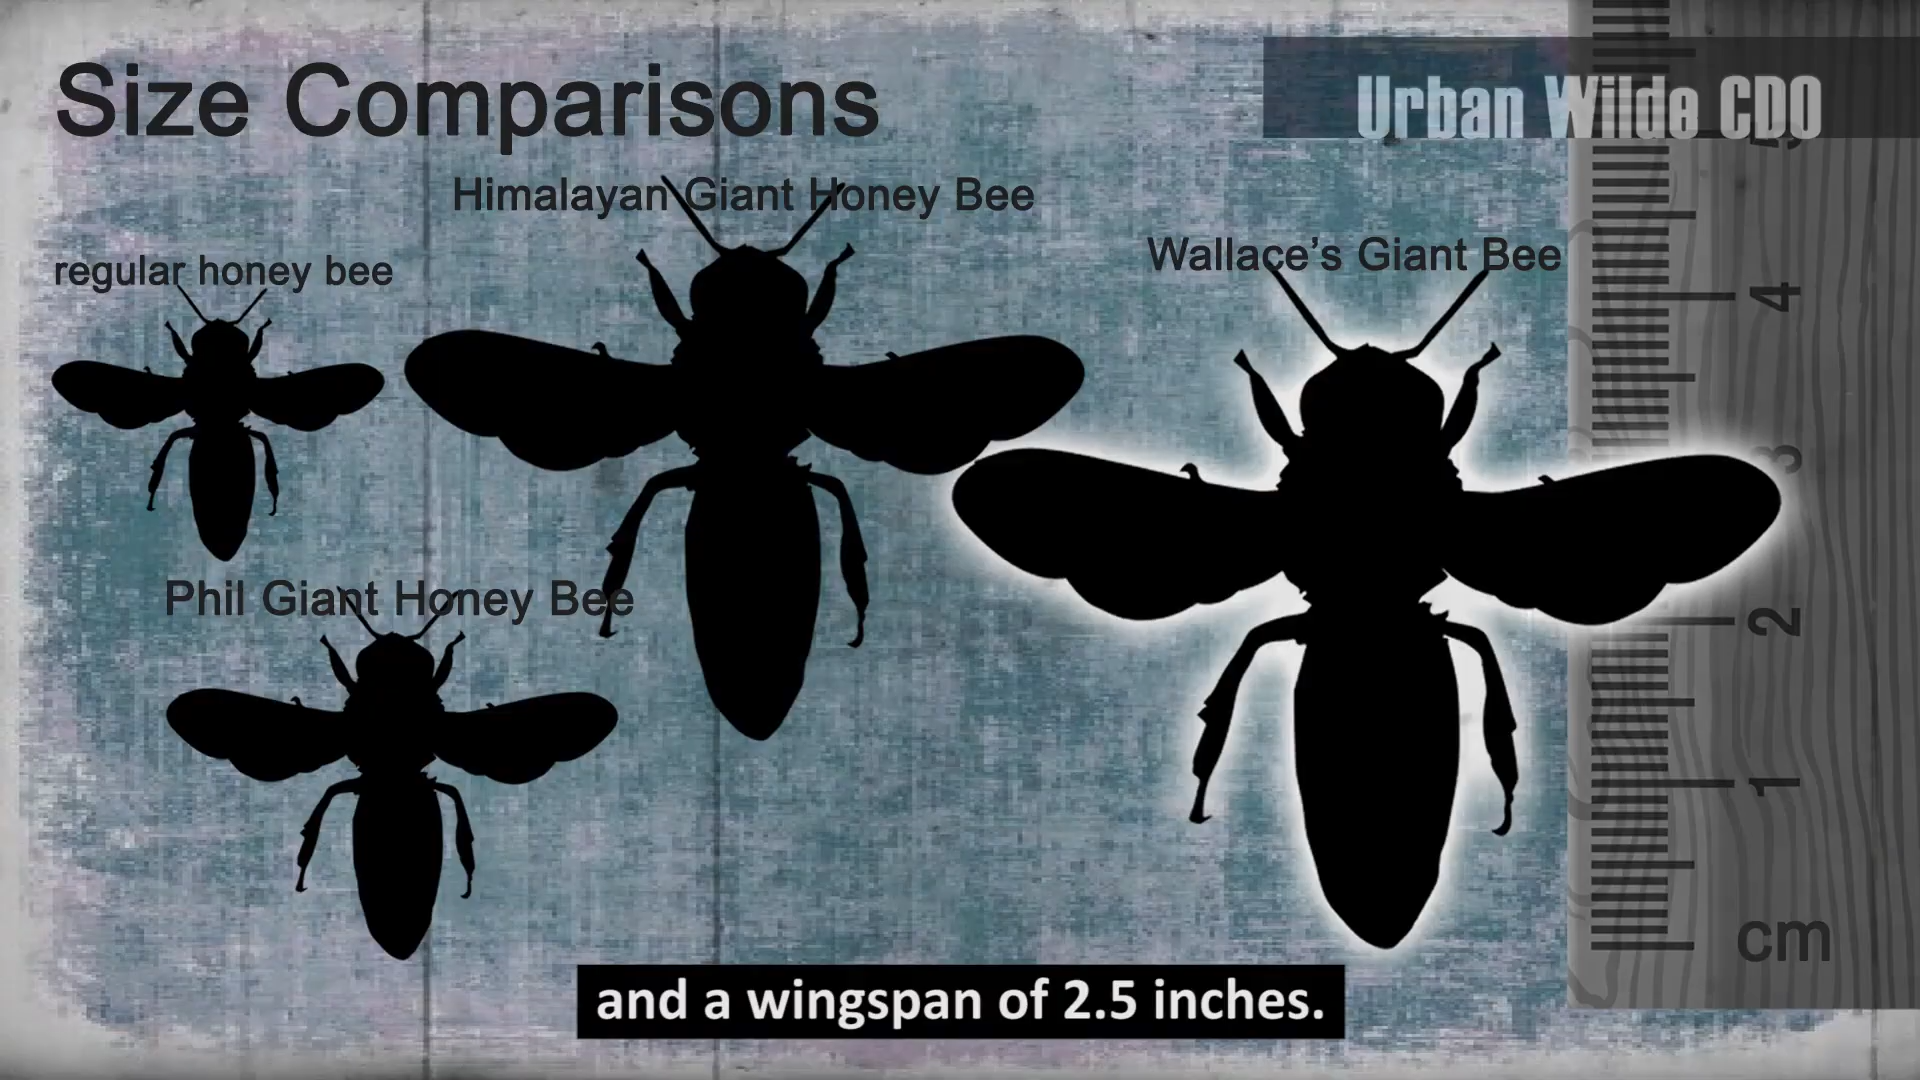 Size Comparisons
Urban Wilde CDO
Himalayan Giant Honey Bee
Wallace's Giant Bee
regular honey bee
Phil Giant Honey Bee
5
4
3
2
1
cm
and a wingspan of 2.5 inches.